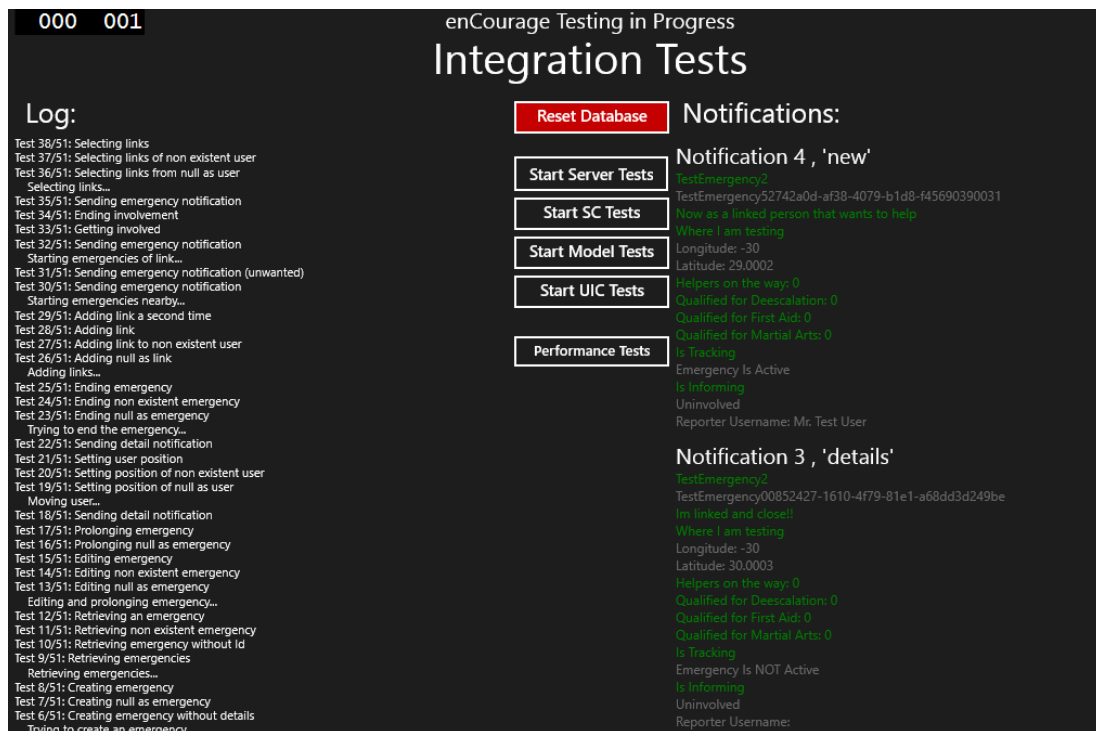 000 001
enCourage Testing in Progress
Integration Tests
Log:
Test 38/51: Selecting links
Test 37/51: Selecting links of non existent user
Test 36/51: Selecting links from null as user
Selecting links...
Test 35/51: Sending emergency notification
Test 34/51: Ending involvement
Test 33/51: Getting involved
Test 32/51: Sending emergency notification
Starting emergencies of link...
Test 31/51: Sending emergency notification (unwanted)
Test 30/51: Sending emergency notification
Starting emergencies nearby...
Test 29/51: Adding link a second time
Test 28/51: Adding link
Test 27/51: Adding link to non existent user
Test 26/51: Adding null as link
Adding links...
Test 25/51: Ending emergency
Test 24/51: Ending non existent emergency
Test 23/51: Ending null as emergency
Trying to end the emergency...
Test 22/51: Sending detail notification
Test 21/51: Setting user position
Test 20/51: Setting position of non existent user
Test 19/51: Setting position of null as user
Moving user...
Test 18/51: Sending detail notification
Test 17/51: Prolonging emergency
Test 16/51: Prolonging null as emergency
Test 15/51: Editing emergency
Test 14/51: Editing non existent emergency
Test 13/51: Editing null as emergency
Editing and prolonging emergency...
Test 12/51: Retrieving an emergency
Test 11/51: Retrieving non existent emergency
Test 10/51: Retrieving emergency without Id
Test 9/51: Retrieving emergencies
Retrieving emergencies...
Test 8/51: Creating emergency
Test 7/51: Creating null as emergency
Test 6/51: Creating emergency without details
Trying to create an emergency
Reset Database
Start Server Tests
Start SC Tests
Start Model Tests
Start UIC Tests
Performance Tests
Notifications:
Notification 4 , 'new'
TestEmergency2
TestEmergency52742a0d-af38-4079-b1d8-f45690390031
Now as a linked person that wants to help
Where I am testing
Longitude: -30
Latitude: 29.0002
Helpers on the way: 0
Qualified for Deescalation: 0
Qualified for First Aid: 0
Qualified for Martial Arts: 0
Is Tracking
Emergency Is Active
Is Informing
Uninvolved
Reporter Username: Mr. Test User
Notification 3 , 'details'
TestEmergency2
TestEmergency00852427-1610-4f79-81e1-a68dd3d249be
Im linked and close!!
Where I am testing
Longitude: -30
Latitude: 30.0003
Helpers on the way: 0
Qualified for Deescalation: 0
Qualified for First Aid: 0
Qualified for Martial Arts: 0
Is Tracking
Emergency Is NOT Active
Is Informing
Uninvolved
Reporter Username: